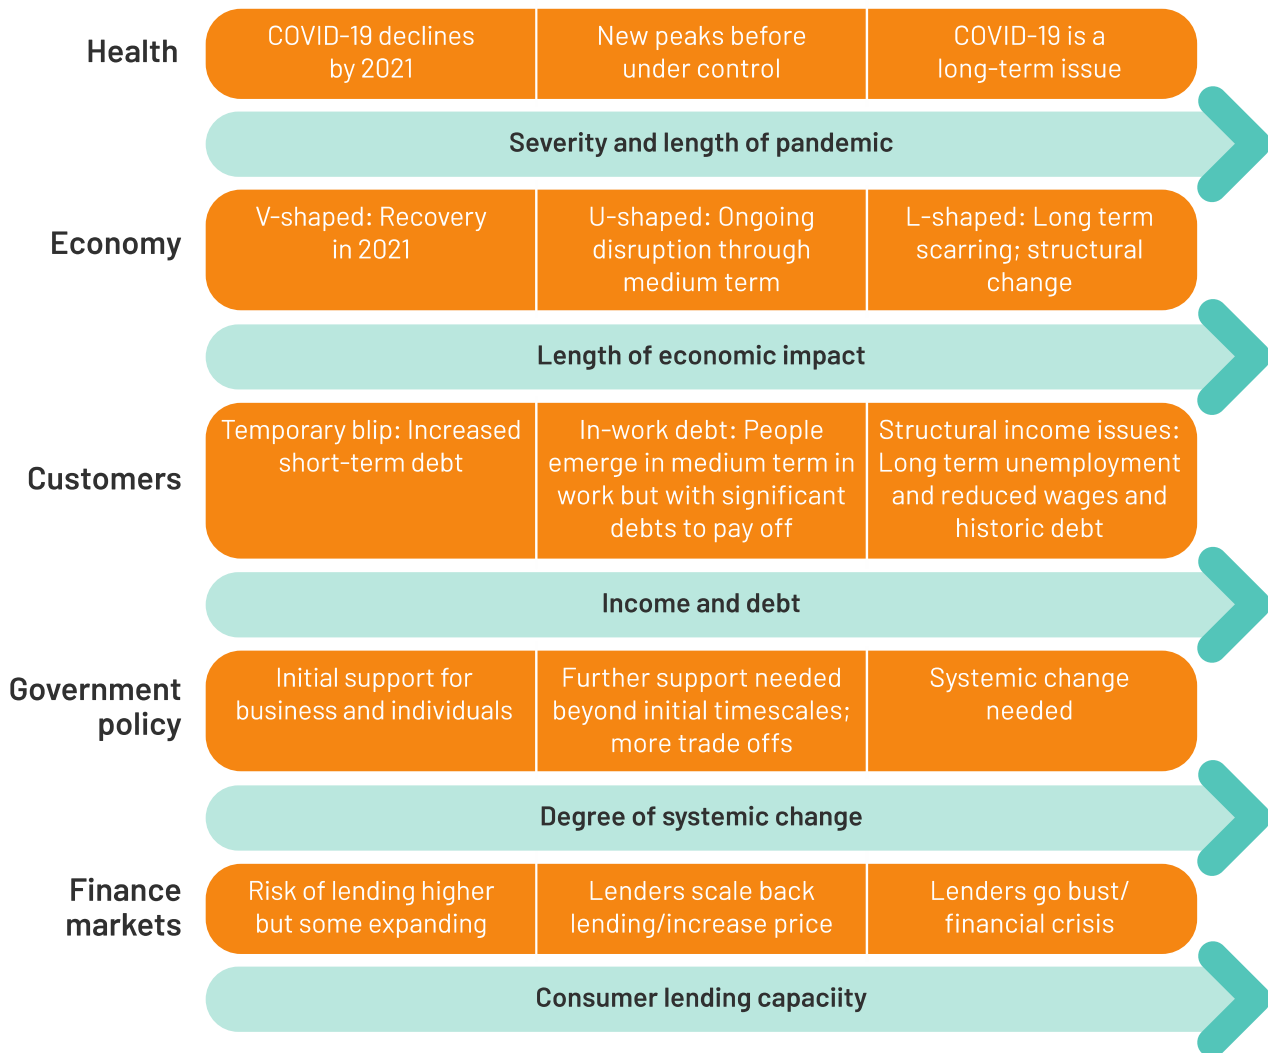 Health
COVID-19 declines
by 2021
New peaks before
under control
COVID-19 is a
long-term issue
Severity and length of pandemic
Economy
V-shaped: Recovery
in 2021
U-shaped: Ongoing
disruption through
medium term
L-shaped: Long term
scarring; structural
change
Length of economic impact
Customers
Temporary blip: Increased
short-term debt
In-work debt: People
emerge in medium term in
work but with significant
debts to pay off
Structural income issues:
Long term unemployment
and reduced wages and
historic debt
Income and debt
Government
policy
Initial support for
business and individuals
Further support needed
beyond initial timescales;
more trade offs
Systemic change
needed
Degree of systemic change
Finance
markets
Risk of lending higher
but some expanding
Lenders scale back
lending/increase price
Lenders go bust/
financial crisis
Consumer lending capaciity